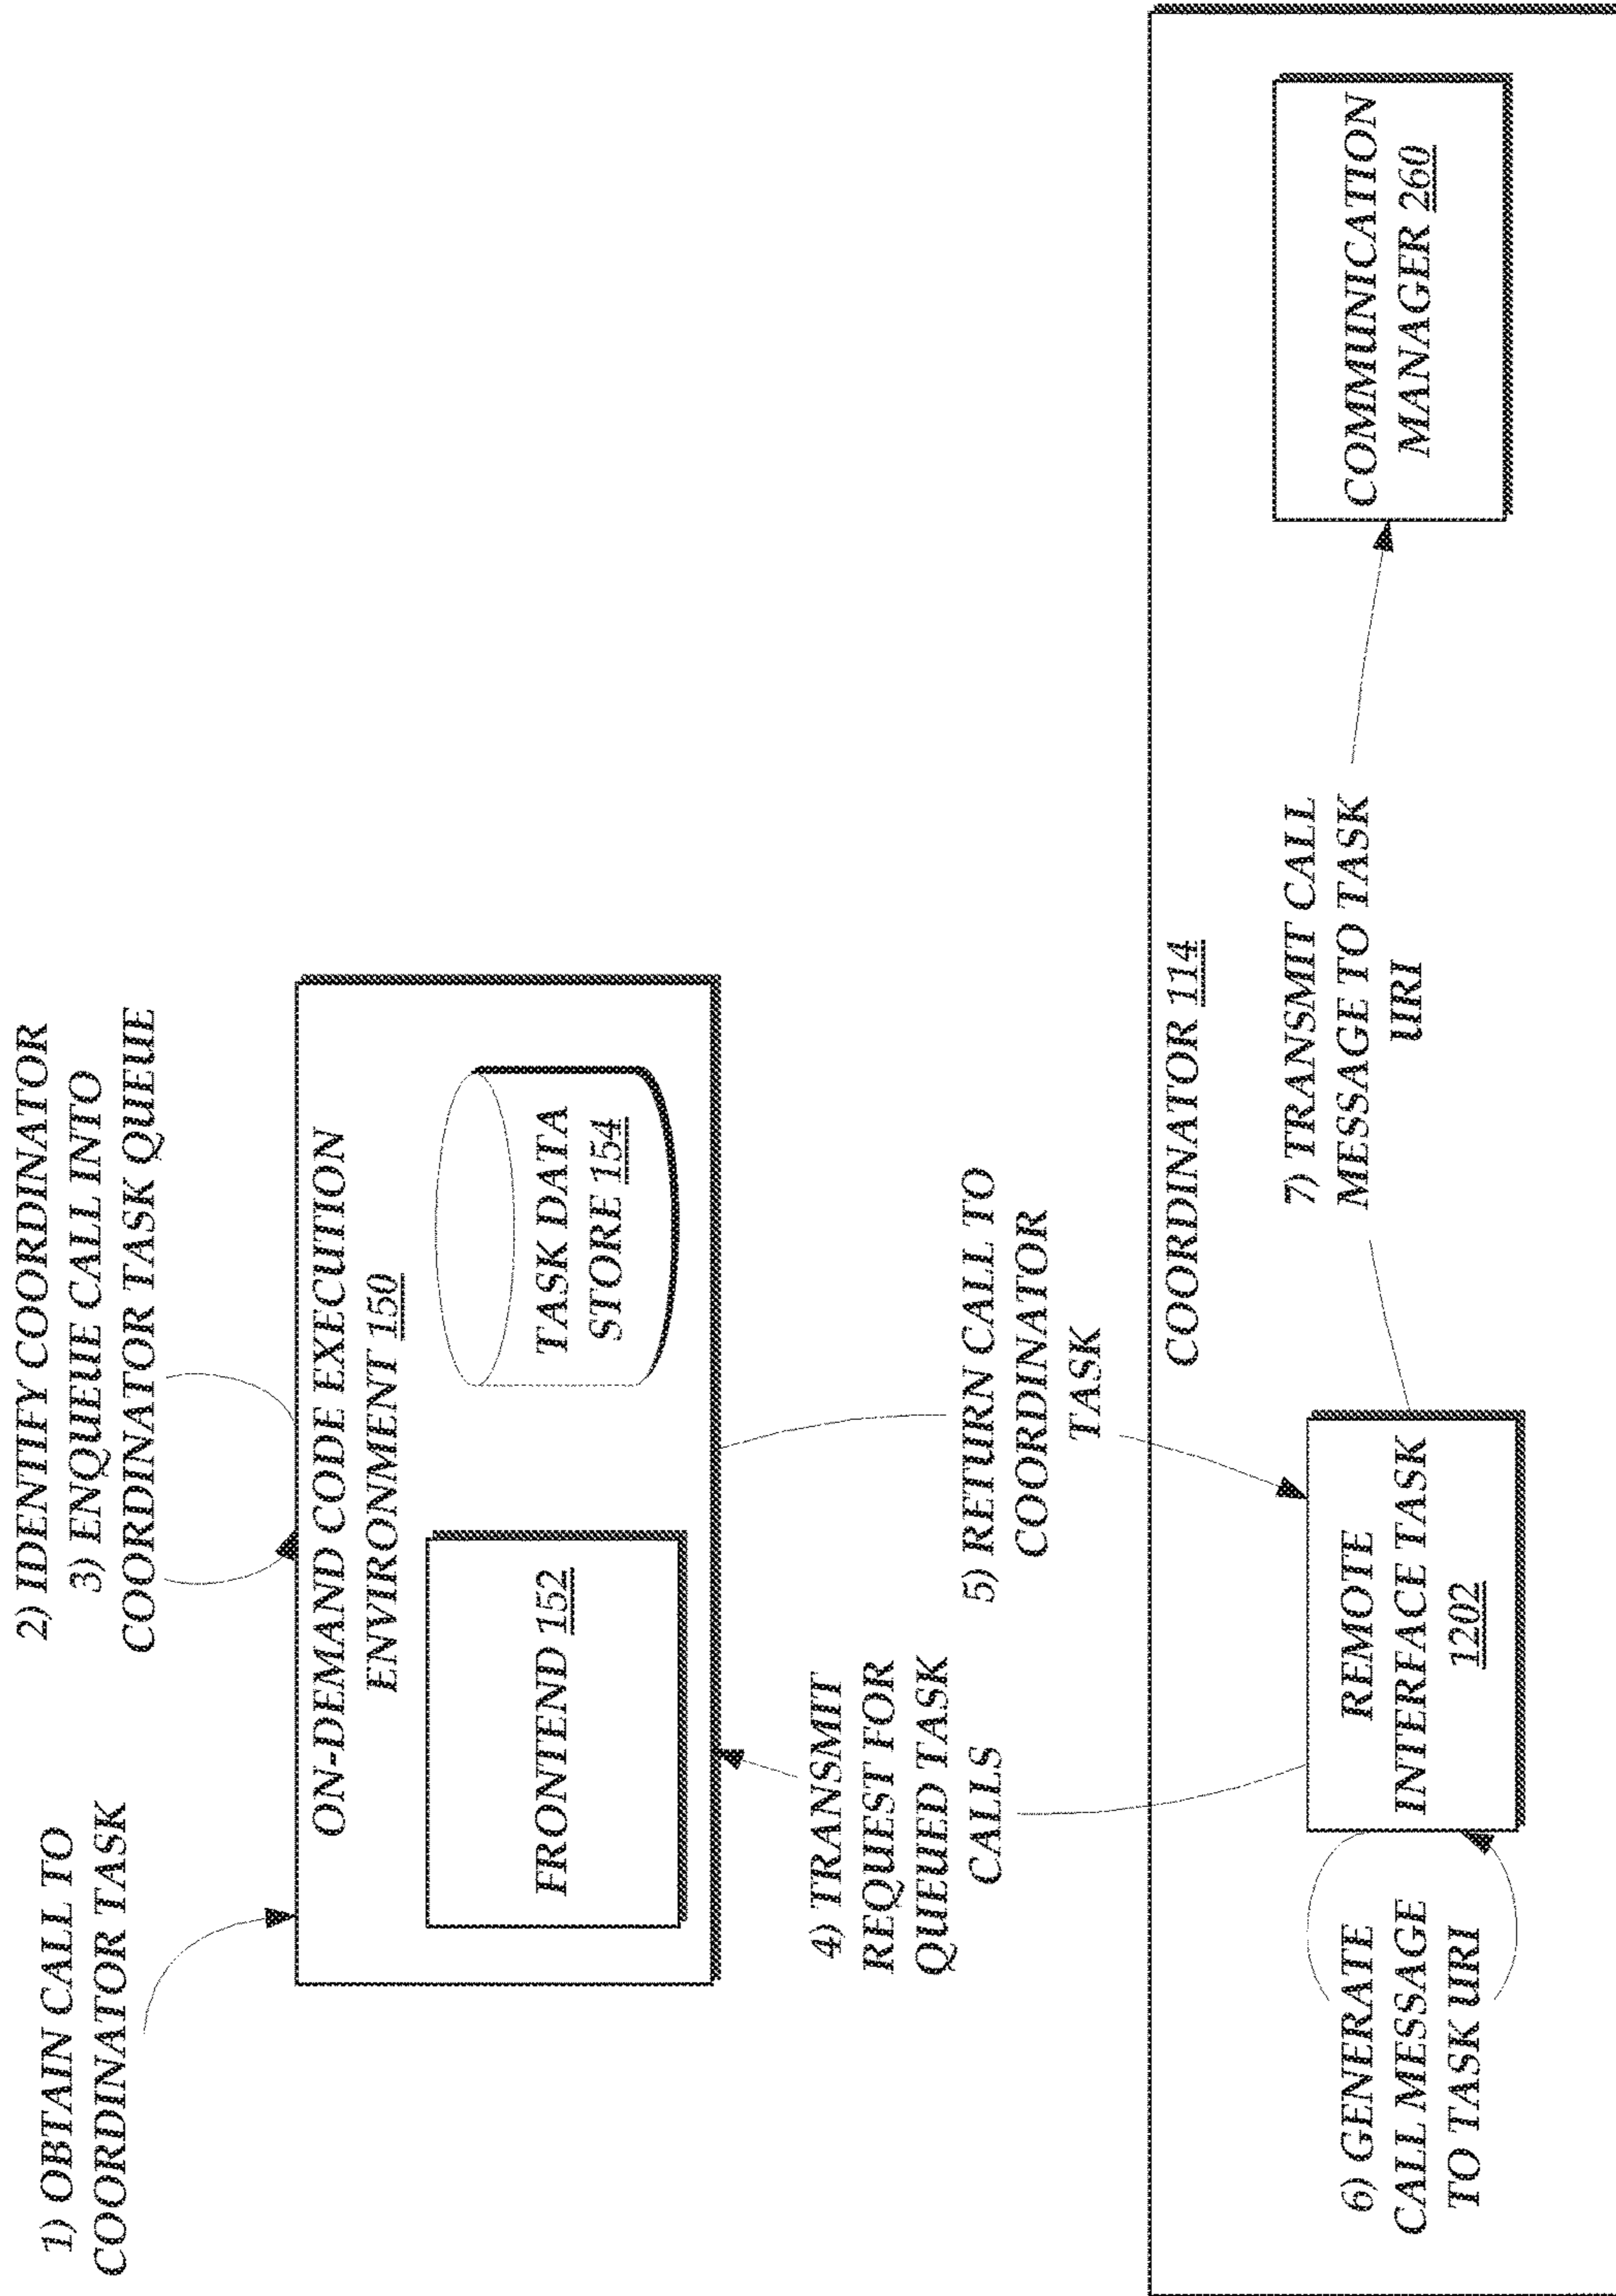 1) OBTAIN CALL TO
COORDINATOR TASK
2) IDENTIFY COORDINATOR
3) ENQUEUE CALL INTO
COORDINATOR TASK QUEUE
ON-DEMAND CODE EXECUTION
ENVIRONMENT 150
FRONTEND 152
TASK DATA
STORE 154
4) TRANSMIT
REQUEST FOR
QUEUED TASK
CALLS
5) RETURN CALL TO
COORDINATOR
TASK
COORDINATOR 114
6) GENERATE
CALL MESSAGE
TO TASK URI
REMOTE
INTERFACE TASK
1202
7) TRANSMIT CALL
MESSAGE TO TASK
URI
COMMUNICATION
MANAGER 260